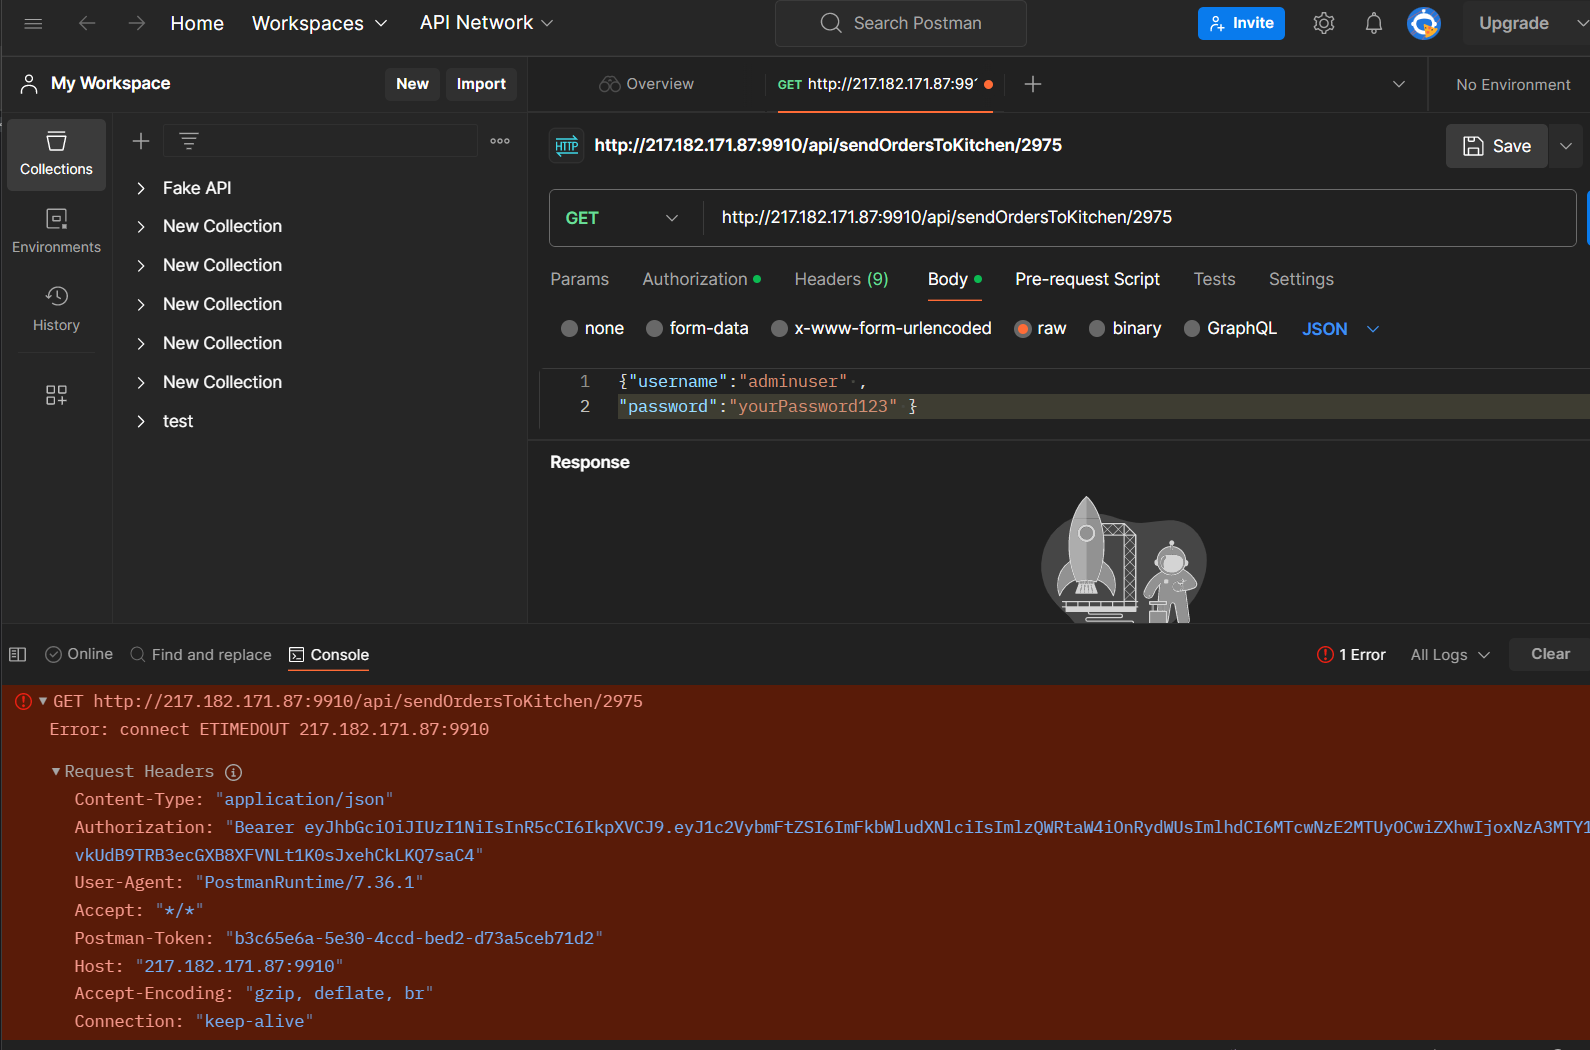 Home Workspaces API Network Search Postman Invite Upgrade
My Workspace New Import Overview GET http://217.182.171.87:99 No Environment
Collections
Environments
History
Fake API
New Collection
New Collection
New Collection
New Collection
New Collection
test
HTTP http://217.182.171.87:9910/api/sendOrdersToKitchen/2975 Save
GET http://217.182.171.87:9910/api/sendOrdersToKitchen/2975
Params Authorization Headers (9) Body Pre-request Script Tests Settings
none form-data x-www-form-urlencoded raw binary GraphQL JSON
1 {"username":"adminuser" ,
2 "password":"yourPassword123" }
Response
Online Find and replace Console 1 Error All Logs Clear
GET http://217.182.171.87:9910/api/sendOrdersToKitchen/2975
Error: connect ETIMEDOUT 217.182.171.87:9910
Request Headers
Content-Type: "application/json"
Authorization: "Bearer eyJhbGciOiJIUzI1NiIsInR5cCI6IkpXVCJ9.eyJ1c2VybmFtZSI6ImFkbWludXNlciIsImlzQWRtaW4iOnRydWUsImlhdCI6MTcwNzE2MTUyOCwiZXhwIjoxNzA3MTY1
vkUdB9TRB3ecGXB8XFVNLt1K0sJxehCkLKQ7saC4"
User-Agent: "PostmanRuntime/7.36.1"
Accept: "*/*"
Postman-Token: "b3c65e6a-5e30-4ccd-bed2-d73a5ceb71d2"
Host: "217.182.171.87:9910"
Accept-Encoding: "gzip, deflate, br"
Connection: "keep-alive"